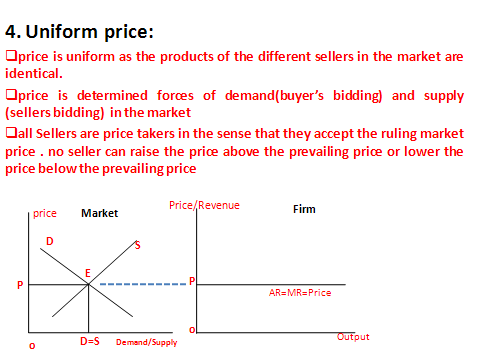 4. Uniform price:
❑price is uniform as the products of the different sellers in the market are
identical.
❑price is determined forces of demand(buyer's bidding) and supply
(sellers bidding) in the market
❑all Sellers are price takers in the sense that they accept the ruling market
price . no seller can raise the price above the prevailing price or lower the
price below the prevailing price
price Market Price/Revenue Firm
D S
E
P P
AR=MR=Price
O D=S Demand/Supply O Output